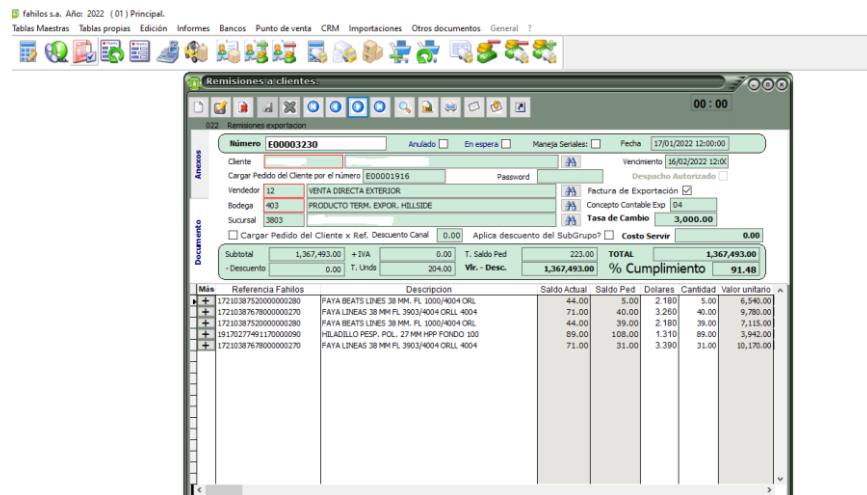 fahilos s.a. Año: 2022 ( 01 ) Principal.
Tablas Maestras Tablas propias Edición Informes Bancos Punto de venta CRM Importaciones Otros documentos General ?
Remisiones a clientes.
00 : 00
022 Remisiones exportacion
Número E00003230 Anulado En espera Maneja Seriales: Fecha 17/01/2022 12:00:00
Cliente Vencimiento 16/02/2022 12:0(
Cargar Pedido del Cliente por el número E00001916 Password Despacho Autorizado
Vendedor 12 VENTA DIRECTA EXTERIOR Factura de Exportación
Bodega 403 PRODUCTO TERM. EXPOR. HILLSIDE Concepto Contable Exp 04
Sucursal 3803 Tasa de Cambio 3,000.00
Cargar Pedido del Cliente x Ref. Descuento Canal 0.00 Aplica descuento del SubGrupo? Costo Servir 0.00
Anexos
Documento
Subtotal 1,367,493.00 + IVA 0.00 T. Saldo Ped 223.00 TOTAL 1,367,493.00
- Descuento 0.00 T. Unds 204.00 Vlr. - Desc. 1,367,493.00 % Cumplimiento 91.48
Más Referencia Fahilos Descripcion Saldo Actual Saldo Ped Dolares Cantidad Valor unitario
+ 17210387520000000280 FAYA BEATS LINES 38 MM. FL 1000/4004 ORL 44.00 5.00 2.180 5.00 6,540.00
+ 17210387678000000270 FAYA LINEAS 38 MM FL 3903/4004 ORLL 4004 71.00 40.00 3.260 40.00 9,780.00
+ 17210387520000000280 FAYA BEATS LINES 38 MM. FL 1000/4004 ORL 44.00 39.00 2.180 39.00 7,115.00
+ 19170277491170000090 HILADILLO PESP. POL. 27 MM HPP FONDO 100 89.00 108.00 1.310 89.00 3,942.00
+ 17210387678000000270 FAYA LINEAS 38 MM FL 3903/4004 ORLL 4004 71.00 31.00 3.390 31.00 10,170.00